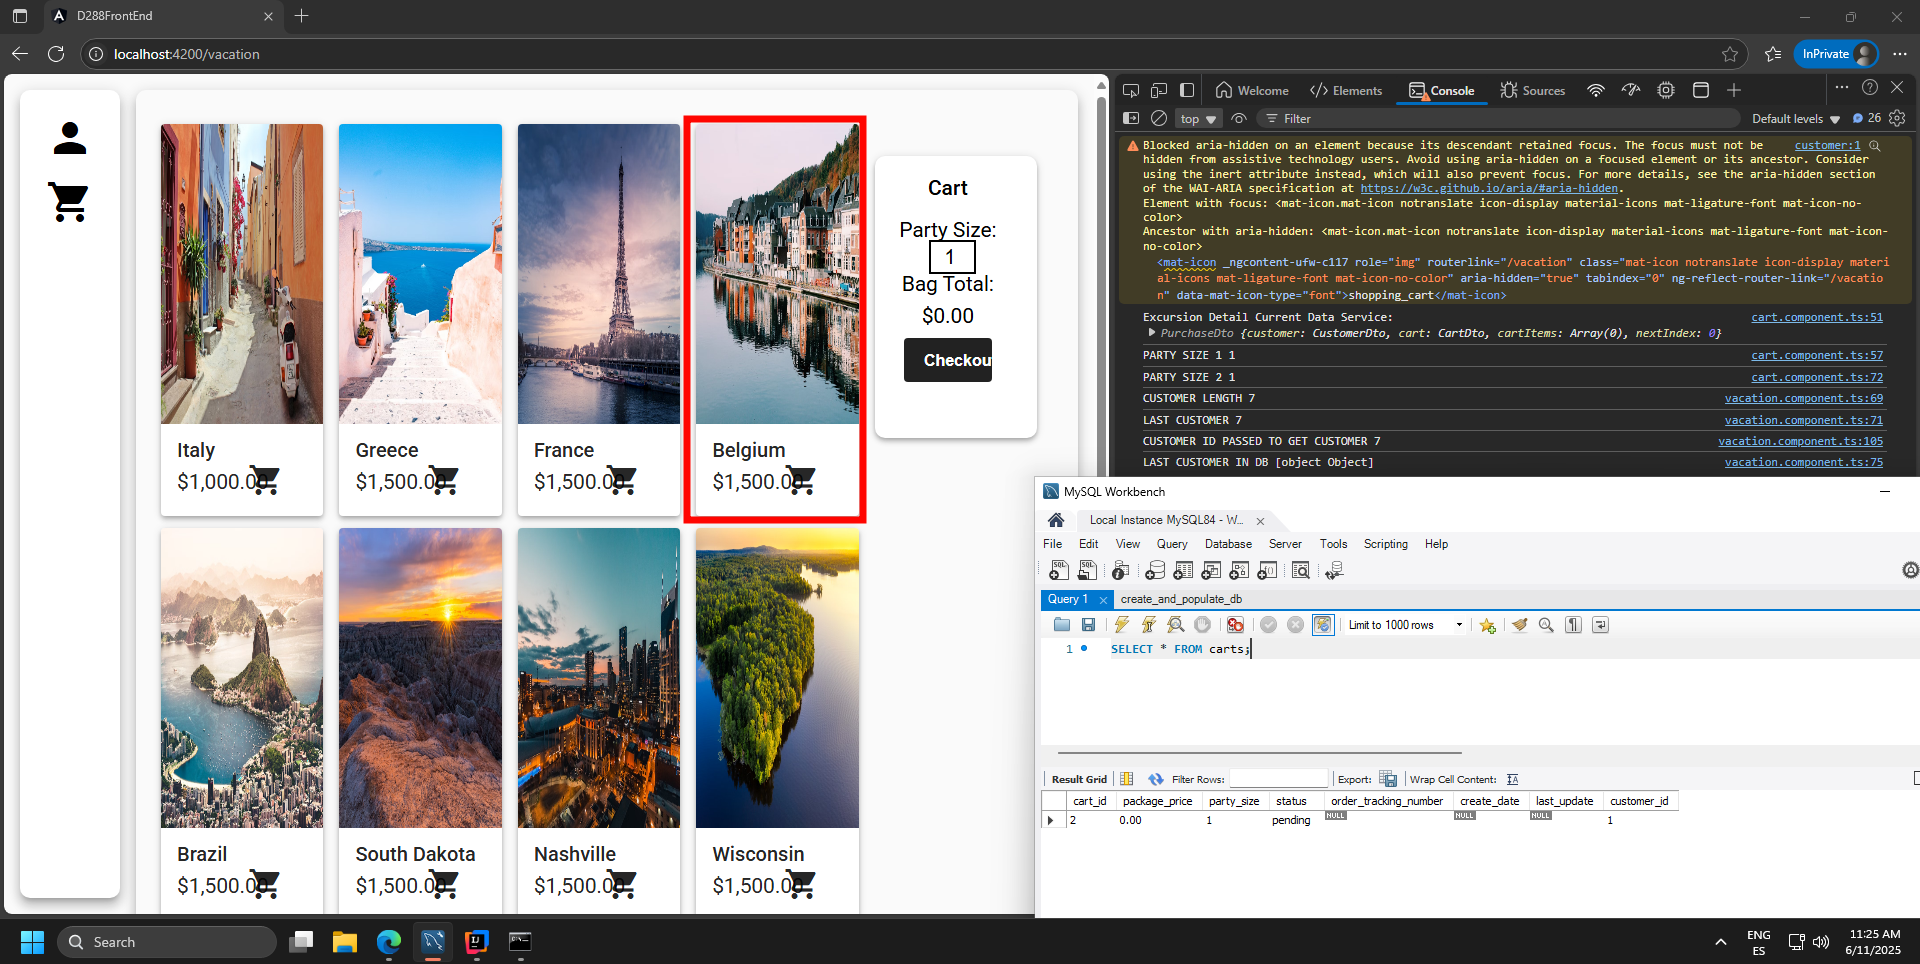 D288FrontEnd
localhost:4200/vacation
InPrivate
Italy
$1,000.00
Greece
$1,500.00
France
$1,500.00
Belgium
$1,500.00
Brazil
$1,500.00
South Dakota
$1,500.00
Nashville
$1,500.00
Wisconsin
$1,500.00
Cart
Party Size:
1
Bag Total:
$0.00
Checkou
Welcome
Elements
Console
Sources
top
Filter
Default levels
26
Blocked aria-hidden on an element because its descendant retained focus. The focus must not be customer:1
hidden from assistive technology users. Avoid using aria-hidden on a focused element or its ancestor. Consider
using the inert attribute instead, which will also prevent focus. For more details, see the aria-hidden section
of the WAI-ARIA specification at https://w3c.github.io/aria/#aria-hidden.
Element with focus: <mat-icon.mat-icon notranslate icon-display material-icons mat-ligature-font mat-icon-no-
color>
Ancestor with aria-hidden: <mat-icon.mat-icon notranslate icon-display material-icons mat-ligature-font mat-icon-
no-color>
<mat-icon _ngcontent-ufw-c117 role="img" routerlink="/vacation" class="mat-icon notranslate icon-display materi
al-icons mat-ligature-font mat-icon-no-color" aria-hidden="true" tabindex="0" ng-reflect-router-link="/vacatio
n" data-mat-icon-type="font">shopping_cart</mat-icon>
Excursion Detail Current Data Service: cart.component.ts:51
PurchaseDto {customer: CustomerDto, cart: CartDto, cartItems: Array(0), nextIndex: 0}
PARTY SIZE 1 1 cart.component.ts:57
PARTY SIZE 2 1 cart.component.ts:72
CUSTOMER LENGTH 7 vacation.component.ts:69
LAST CUSTOMER 7 vacation.component.ts:71
CUSTOMER ID PASSED TO GET CUSTOMER 7 vacation.component.ts:105
LAST CUSTOMER IN DB [object Object] vacation.component.ts:75
MySQL Workbench
Local Instance MySQL84 - W...
File Edit View Query Database Server Tools Scripting Help
Query 1
create_and_populate_db
Limit to 1000 rows
1
SELECT * FROM carts;
Result Grid
Filter Rows:
Export:
Wrap Cell Content:
cart_id package_price party_size status order_tracking_number create_date last_update customer_id
2 0.00 1 pending NULL NULL NULL 1
Search
ENG
ES
11:25 AM
6/11/2025